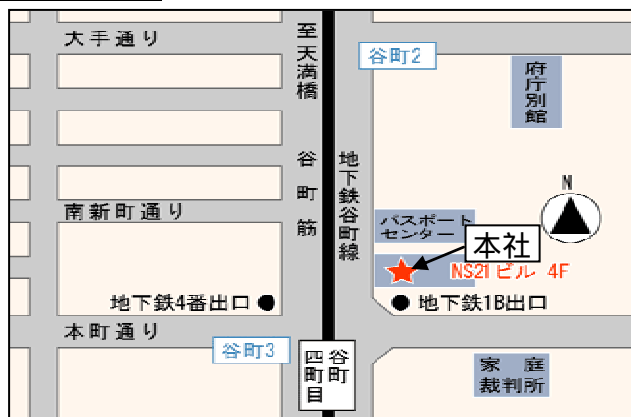 大手通り
至天満橋
谷町2
府庁別館
谷町筋
地下鉄谷町線
N
南新町通り
パスポート
センター
本社
NS21ビル 4F
地下鉄4番出口
地下鉄1B出口
本町通り
谷町3
谷町
四町目
家庭
裁判所